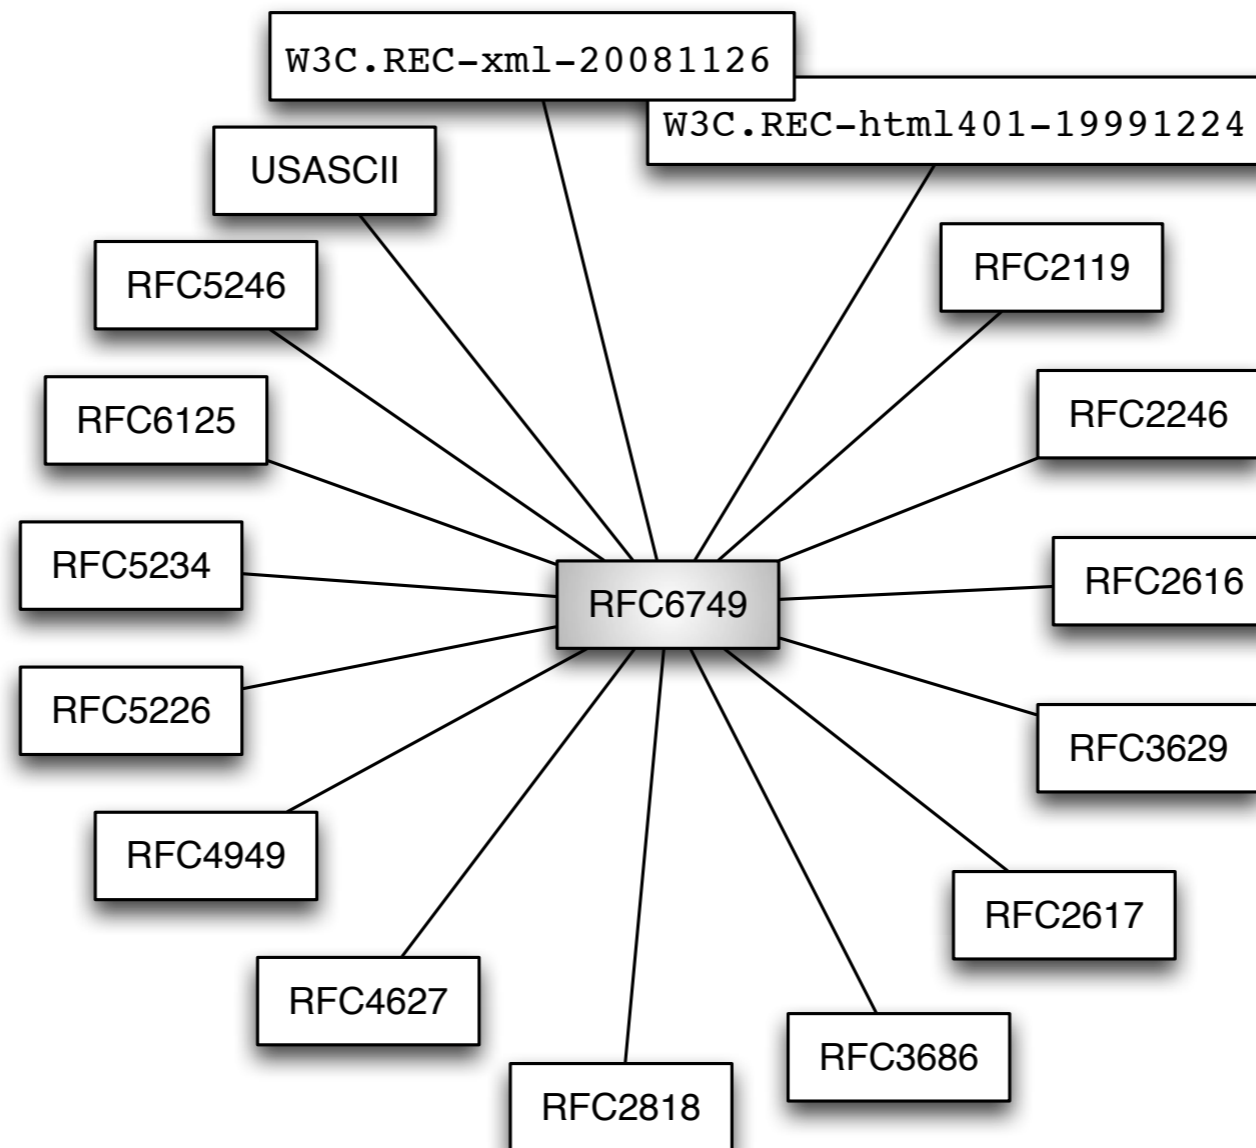 W3C.REC-xml-20081126
W3C.REC-html401-19991224
USASCII
RFC5246
RFC2119
RFC6125
RFC2246
RFC5234
RFC2616
RFC6749
RFC5226
RFC3629
RFC4949
RFC2617
RFC4627
RFC3686
RFC2818